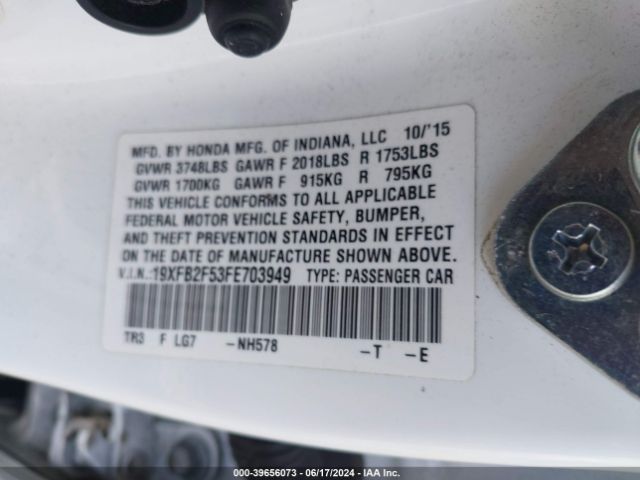 MFD. BY HONDA MFG. OF INDIANA, LLC 10/'15
GVWR 3748LBS GAWR F 2018LBS R 1753LBS
GVWR 1700KG GAWR F 915KG R 795KG
THIS VEHICLE CONFORMS TO ALL APPLICABLE
FEDERAL MOTOR VEHICLE SAFETY, BUMPER,
AND THEFT PREVENTION STANDARDS IN EFFECT
ON THE DATE OF MANUFACTURE SHOWN ABOVE.
V.I.N.:19XFB2F53FE703949 TYPE: PASSENGER CAR
TR3 F LG7 -NH578 -T -E
000-39656073 - 06/17/2024 - IAA Inc.